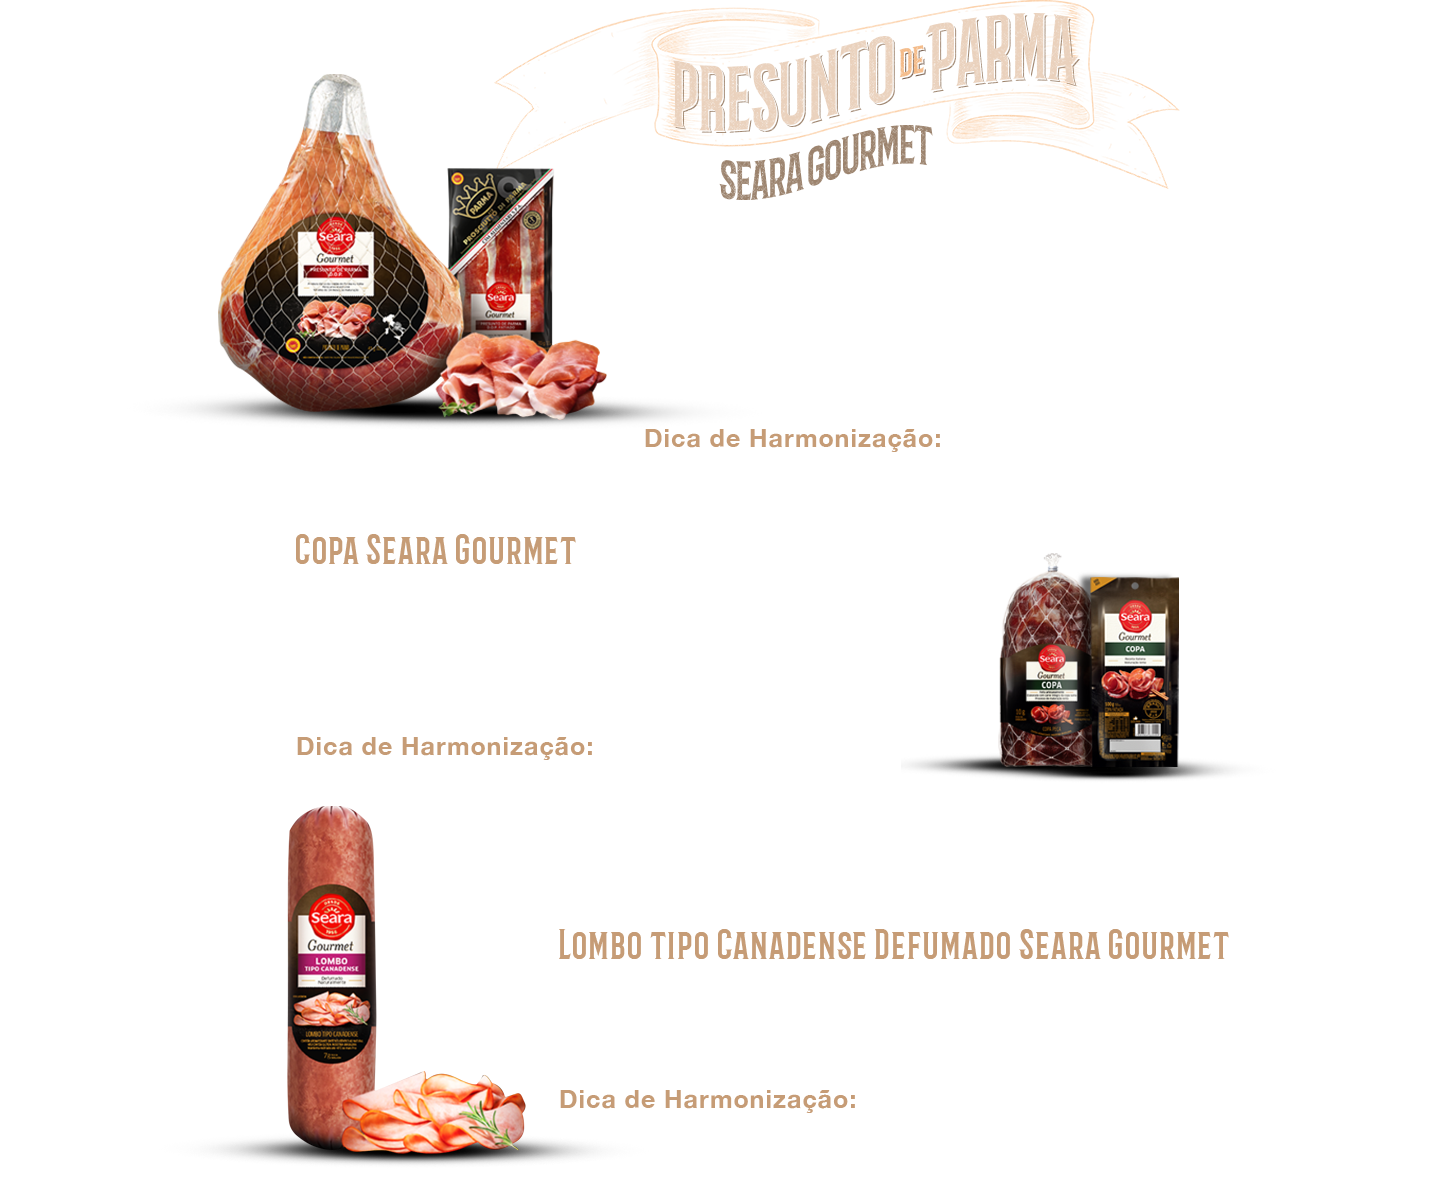 PRESUNTO DE PARMA
SEARA GOURMET
PARMA
PROSCIUTTO DI PARMA
Seara
Gourmet
PRESUNTO DE PARMA
D.O.P.
Seara
Gourmet
PRESUNTO DE PARMA
Dica de Harmonização:
COPA SEARA GOURMET
Seara
Gourmet
COPA
Seara
Gourmet
COPA
Dica de Harmonização:
Seara
Gourmet
LOMBO
TIPO CANADENSE
Defumado
Naturalmente
LOMBO TIPO CANADENSE
LOMBO TIPO CANADENSE DEFUMADO SEARA GOURMET
Dica de Harmonização: